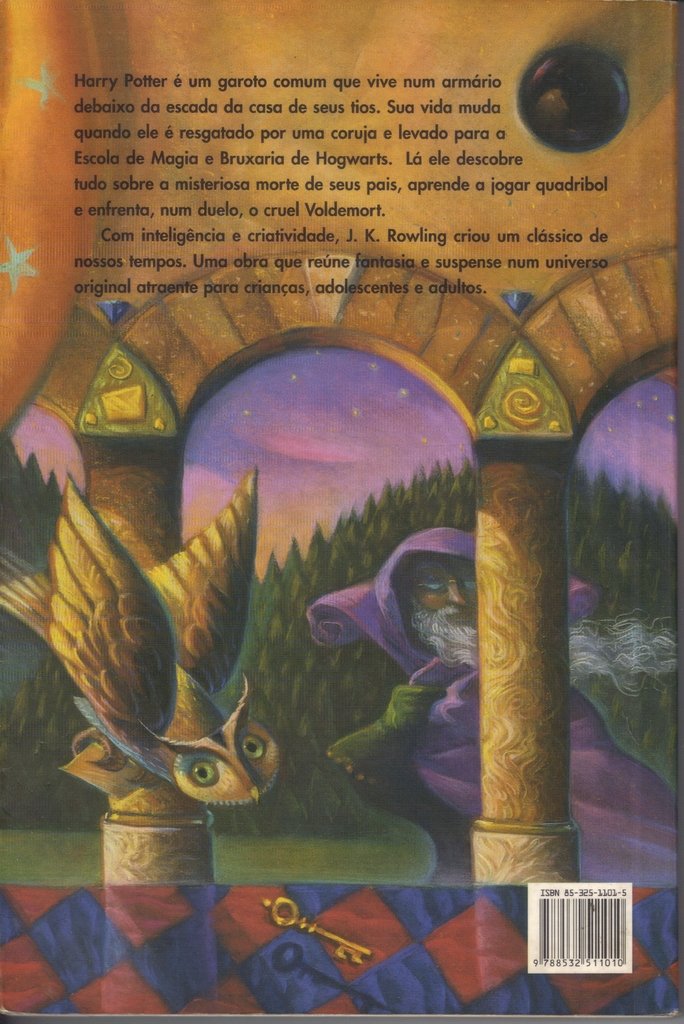 Harry Potter é um garoto comum que vive num armário
debaixo da escada da casa de seus tios. Sua vida muda
quando ele é resgatado por uma coruja e levado para a
Escola de Magia e Bruxaria de Hogwarts. Lá ele descobre
tudo sobre a misteriosa morte de seus pais, aprende a jogar quadribol
e enfrenta, num duelo, o cruel Voldemort.
Com inteligência e criatividade, J. K. Rowling criou um clássico de
nossos tempos. Uma obra que reúne fantasia e suspense num universo
original atraente para crianças, adolescentes e adultos.
ISBN 85-325-1101-5
9 788532 511010